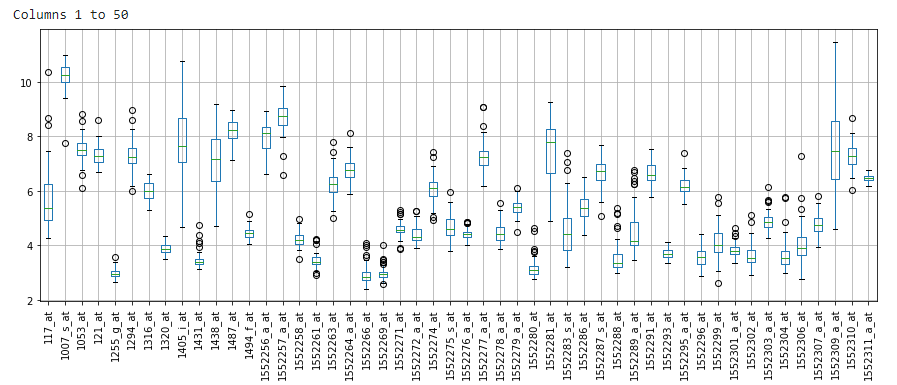 Columns 1 to 50
10
8
6
4
2
117_at
1007_s_at
1053_at
121_at
1255_g_at
1294_at
1316_at
1320_at
1405_i_at
1431_at
1438_at
1487_at
1494_f_at
1552256_a_at
1552257_a_at
1552258_at
1552261_at
1552263_at
1552264_a_at
1552266_at
1552269_at
1552271_at
1552272_a_at
1552274_at
1552275_s_at
1552276_a_at
1552277_a_at
1552278_a_at
1552279_a_at
1552280_at
1552281_at
1552283_s_at
1552286_at
1552287_s_at
1552288_at
1552289_a_at
1552291_at
1552293_at
1552295_a_at
1552296_at
1552299_at
1552301_a_at
1552302_at
1552303_a_at
1552304_at
1552306_at
1552307_a_at
1552309_a_at
1552310_at
1552311_a_at